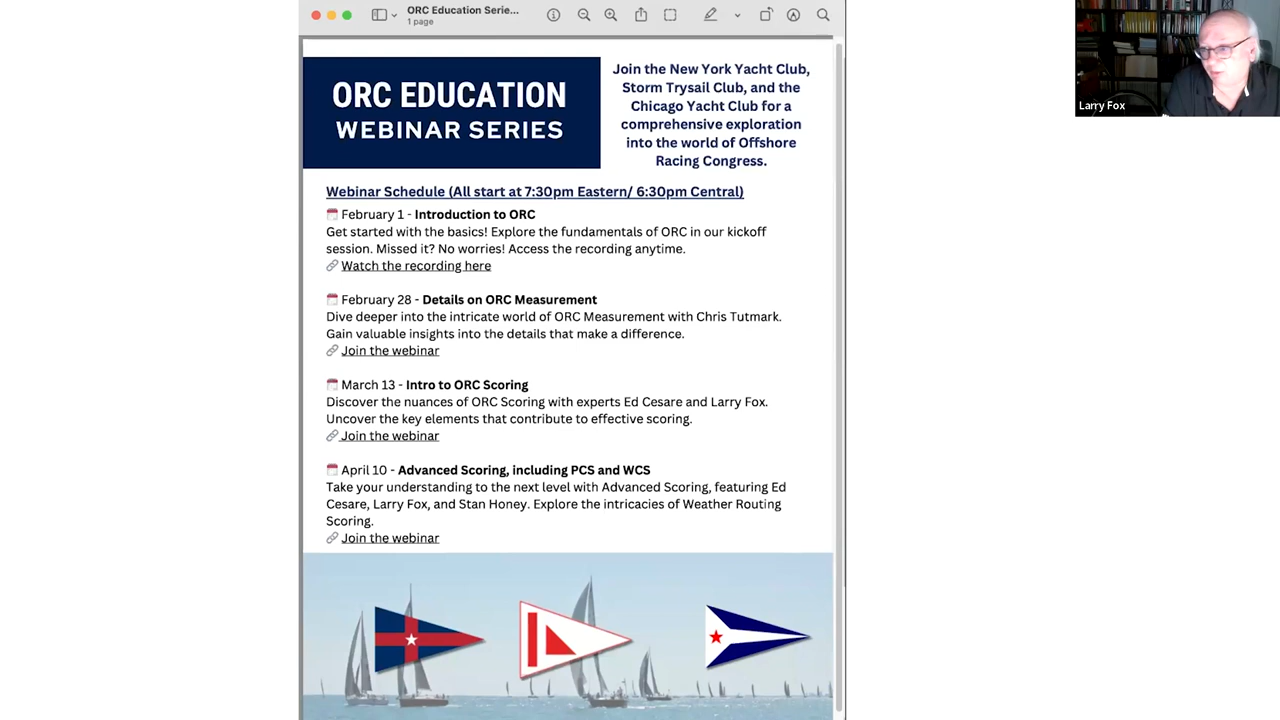 ORC Education Serie...
1 page
ORC EDUCATION
WEBINAR SERIES
Join the New York Yacht Club,
Storm Trysail Club, and the
Chicago Yacht Club for a
comprehensive exploration
into the world of Offshore
Racing Congress.
Webinar Schedule (All start at 7:30pm Eastern/ 6:30pm Central)
February 1 - Introduction to ORC
Get started with the basics! Explore the fundamentals of ORC in our kickoff
session. Missed it? No worries! Access the recording anytime.
Watch the recording here
February 28 - Details on ORC Measurement
Dive deeper into the intricate world of ORC Measurement with Chris Tutmark.
Gain valuable insights into the details that make a difference.
Join the webinar
March 13 - Intro to ORC Scoring
Discover the nuances of ORC Scoring with experts Ed Cesare and Larry Fox.
Uncover the key elements that contribute to effective scoring.
Join the webinar
April 10 - Advanced Scoring, including PCS and WCS
Take your understanding to the next level with Advanced Scoring, featuring Ed
Cesare, Larry Fox, and Stan Honey. Explore the intricacies of Weather Routing
Scoring.
Join the webinar
Larry Fox